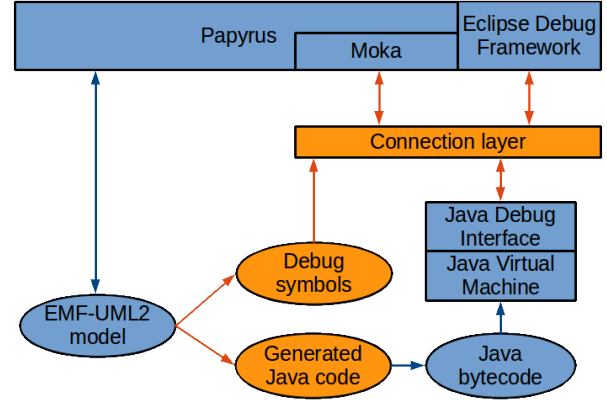 Papyrus
Moka
Eclipse Debug
Framework
Connection layer
Java Debug
Interface
Java Virtual
Machine
Debug
symbols
EMF-UML2
model
Generated
Java code
Java
bytecode